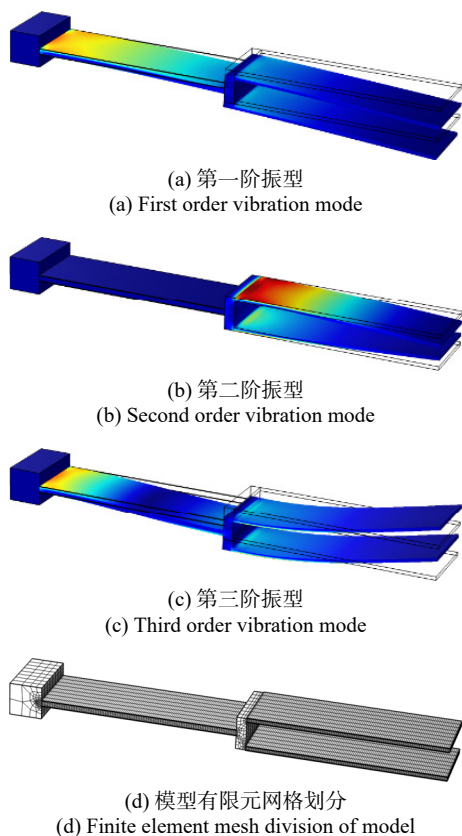 (a) 第一阶振型
(a) First order vibration mode
(b) 第二阶振型
(b) Second order vibration mode
(c) 第三阶振型
(c) Third order vibration mode
(d) 模型有限元网格划分
(d) Finite element mesh division of model